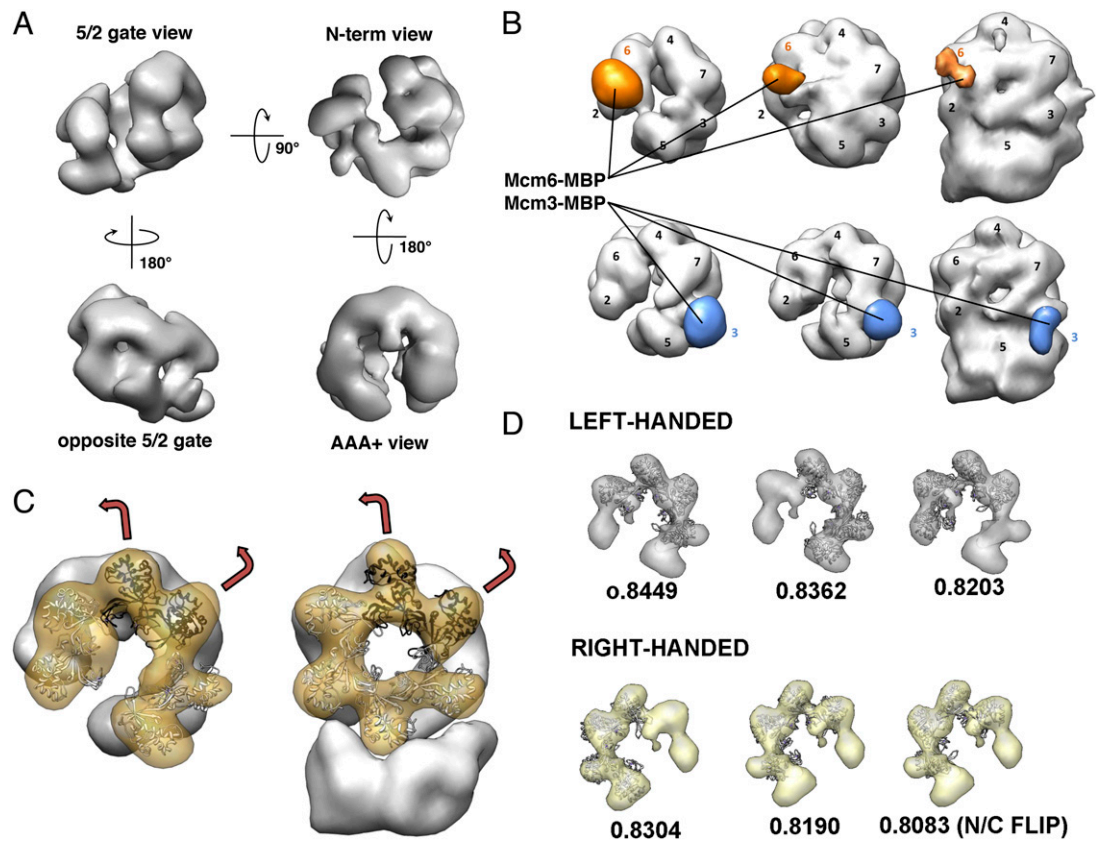 A
5/2 gate view
N-term view
90°
180°
180°
opposite 5/2 gate
AAA+ view
B
6 4 7 2 3 5
6 4 7 2 3 5
4 6 7 2 3 5
Mcm6-MBP
Mcm3-MBP
4 6 7 2 3 5
4 6 7 2 3 5
4 6 7 2 3 5
C
D
LEFT-HANDED
o.8449 0.8362 0.8203
RIGHT-HANDED
0.8304 0.8190 0.8083 (N/C FLIP)